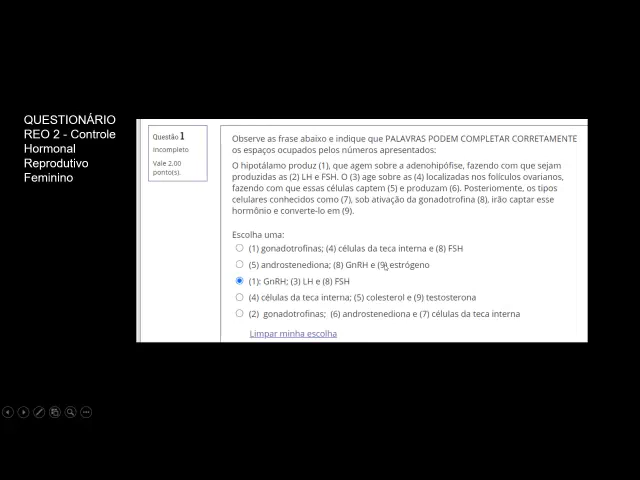 QUESTIONÁRIO
REO 2 - Controle
Hormonal
Reprodutivo
Feminino
Questão 1
Incompleto
Vale 2,00
ponto(s).
Observe as frase abaixo e indique que PALAVRAS PODEM COMPLETAR CORRETAMENTE
os espaços ocupados pelos números apresentados:
O hipotálamo produz (1), que agem sobre a adenohipófise, fazendo com que sejam
produzidas as (2) LH e FSH. O (3) age sobre as (4) localizadas nos folículos ovarianos,
fazendo com que essas células captem (5) e produzam (6). Posteriormente, os tipos
celulares conhecidos como (7), sob ativação da gonadotrofina (8), irão captar esse
hormônio e converte-lo em (9).
Escolha uma:
(1) gonadotrofinas; (4) células da teca interna e (8) FSH
(5) androstenediona; (8) GnRH e (9) estrógeno
(1): GnRH; (3) LH e (8) FSH
(4) células da teca interna; (5) colesterol e (9) testosterona
(2) gonadotrofinas; (6) androstenediona e (7) células da teca interna
Limpar minha escolha